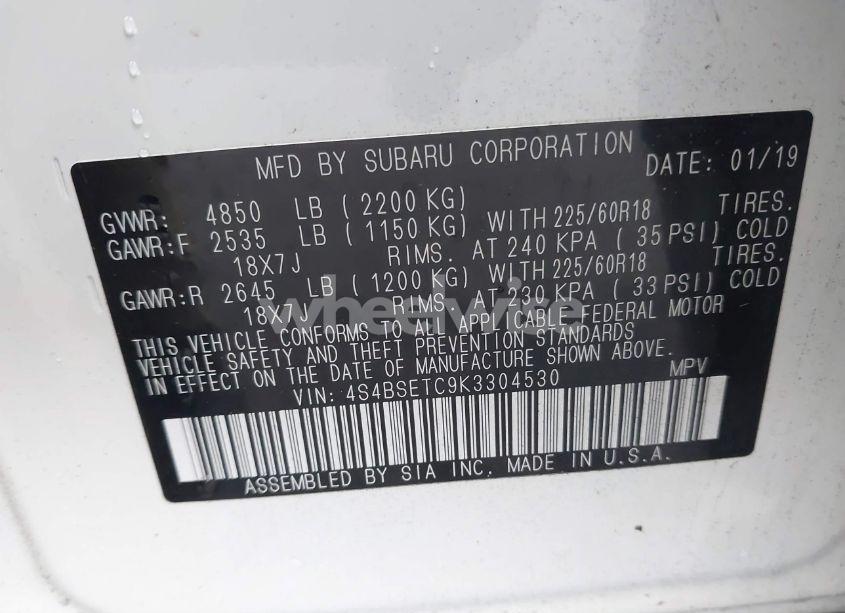 MFD BY SUBARU CORPORATION DATE: 01/19
GVWR: 4850 LB ( 2200 KG)
GAWR:F 2535 LB ( 1150 KG) WITH 225/60R18 TIRES.
18X7J RIMS. AT 240 KPA ( 35 PSI) COLD
GAWR:R 2645 LB ( 1200 KG) WITH 225/60R18 TIRES.
18X7J RIMS. AT 230 KPA ( 33 PSI) COLD
THIS VEHICLE CONFORMS TO ALL APPLICABLE FEDERAL MOTOR
VEHICLE SAFETY AND THEFT PREVENTION STANDARDS
IN EFFECT ON THE DATE OF MANUFACTURE SHOWN ABOVE.
VIN: 4S4BSETC9K3304530 MPV
ASSEMBLED BY SIA INC. MADE IN U.S.A.
wheelwise